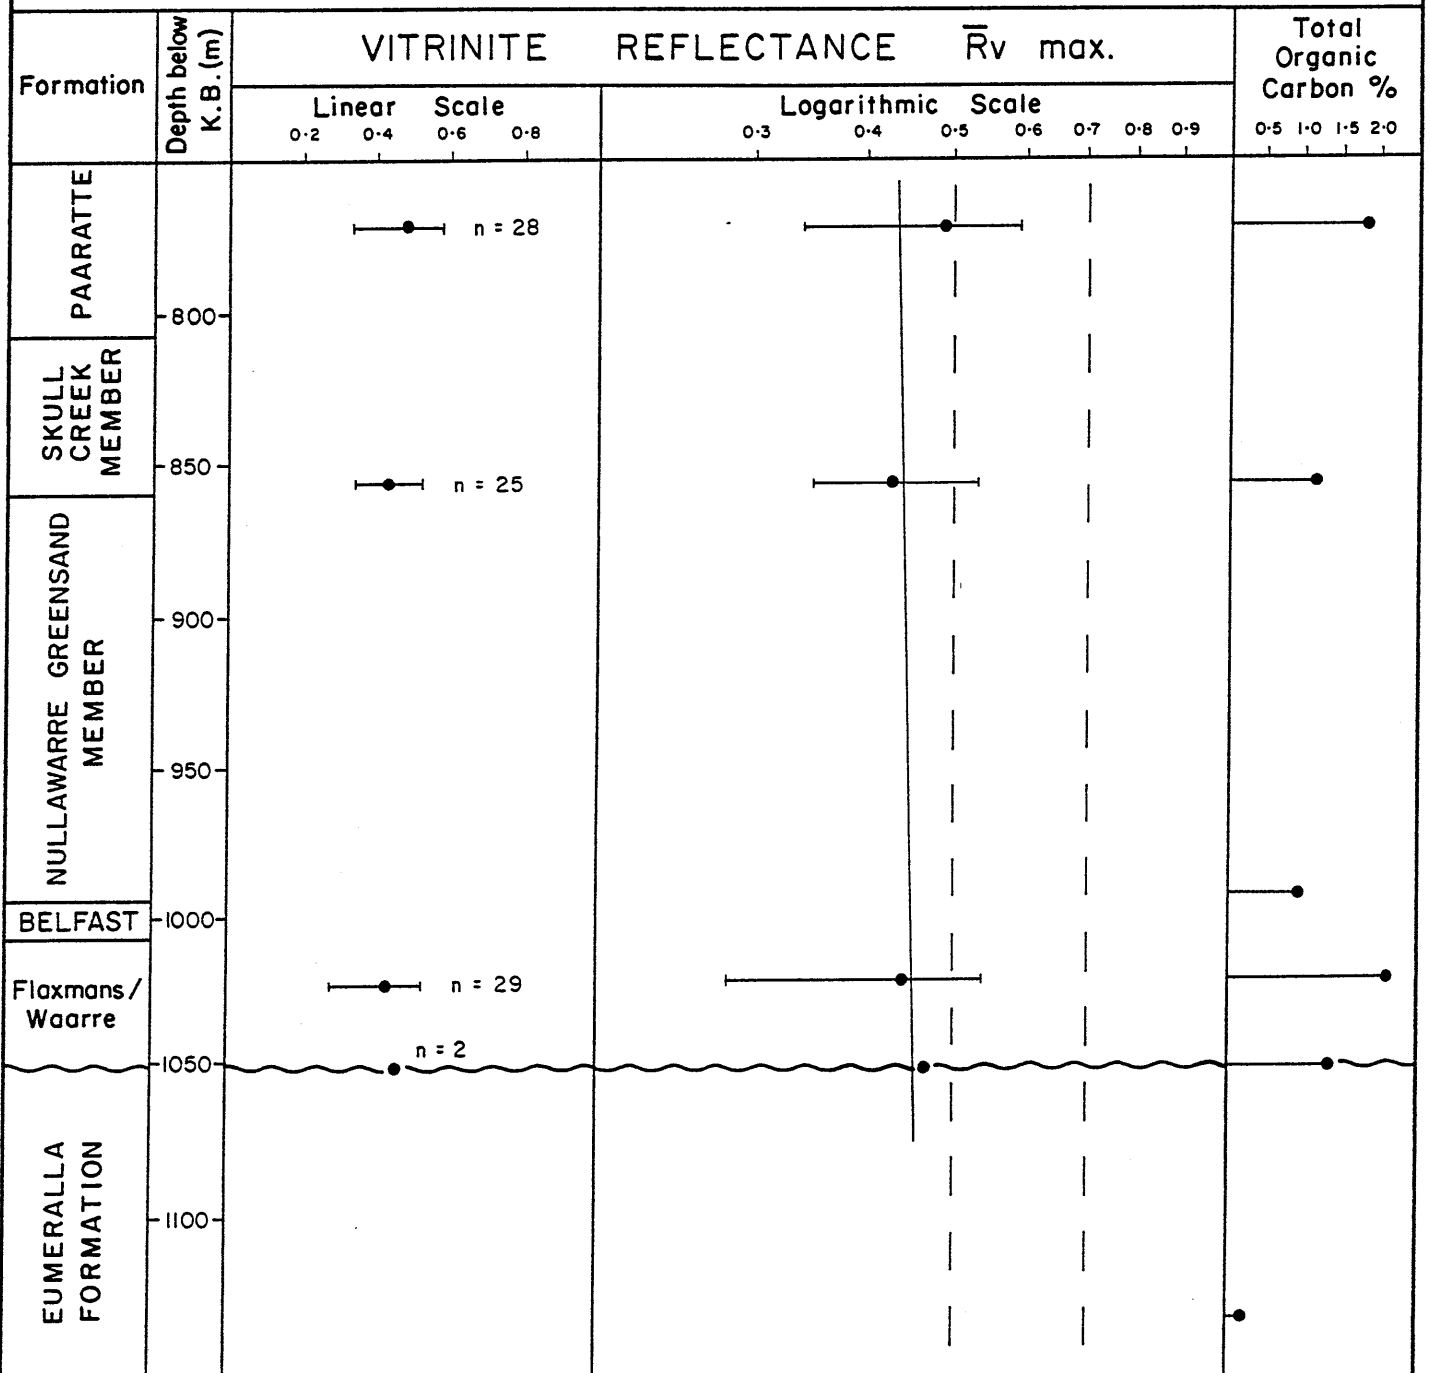 Formation
Depth below
K.B. (m)
VITRINITE REFLECTANCE R̅v max.
Total
Organic
Carbon %
Linear Scale
Logarithmic Scale
0·2 0·4 0·6 0·8
0·3 0·4 0·5 0·6 0·7 0·8 0·9
0·5 1·0 1·5 2·0
PAARATTE
n = 28
800
SKULL
CREEK
MEMBER
850
n = 25
NULLAWARRE GREENSAND
MEMBER
900
950
BELFAST
1000
Flaxmans/
Waarre
n = 29
n = 2
1050
EUMERALLA
FORMATION
1100